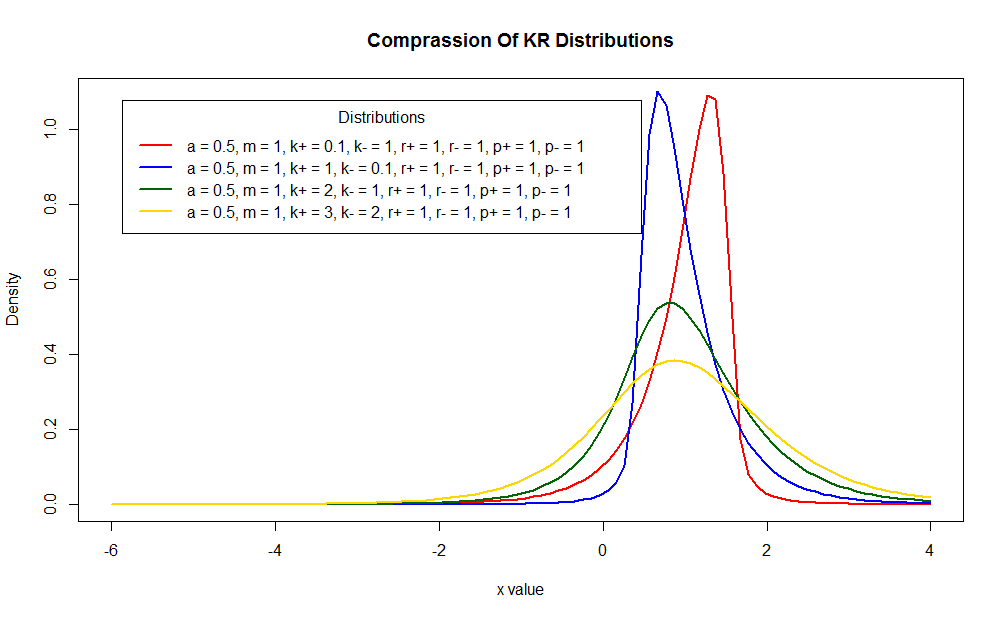 Comprassion Of KR Distributions
Distributions
a = 0.5, m = 1, k+ = 0.1, k- = 1, r+ = 1, r- = 1, p+ = 1, p- = 1
a = 0.5, m = 1, k+ = 1, k- = 0.1, r+ = 1, r- = 1, p+ = 1, p- = 1
a = 0.5, m = 1, k+ = 2, k- = 1, r+ = 1, r- = 1, p+ = 1, p- = 1
a = 0.5, m = 1, k+ = 3, k- = 2, r+ = 1, r- = 1, p+ = 1, p- = 1
Density
1.0
0.8
0.6
0.4
0.2
0.0
-6 -4 -2 0 2 4
x value